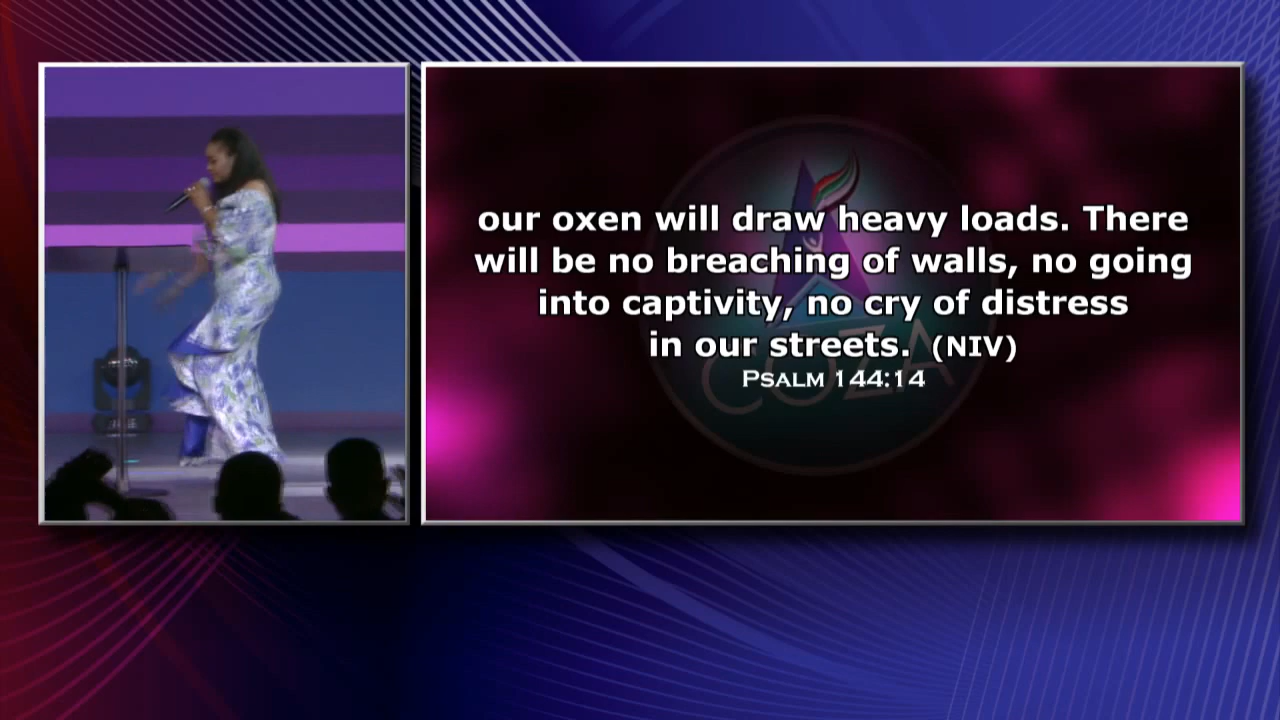 our oxen will draw heavy loads. There
will be no breaching of walls, no going
into captivity, no cry of distress
in our streets. (NIV)
Psalm 144:14
COZA